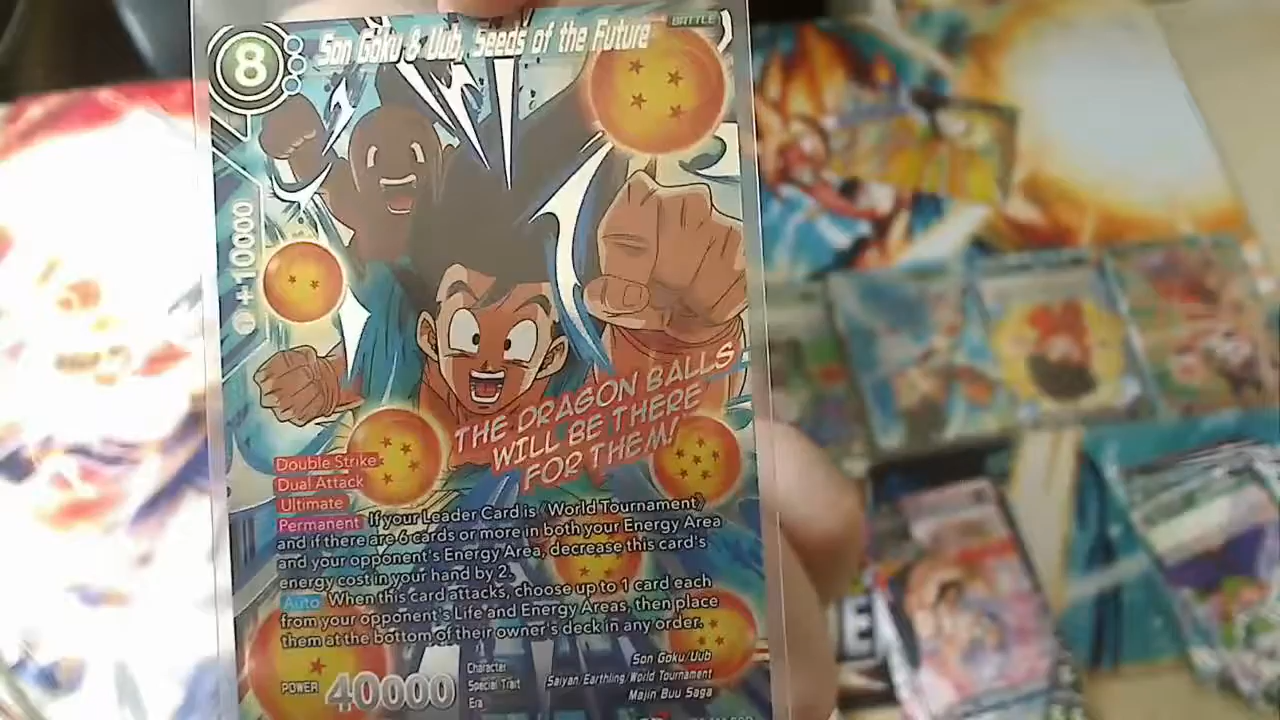 BATTLE
8
Son Goku & Uub, Seeds of the Future
+10000
THE DRAGON BALLS
WILL BE THERE
FOR THEM!
Double Strike
Dual Attack
Ultimate
Permanent If your Leader Card is 《World Tournament》
and if there are 6 cards or more in both your Energy Area
and your opponent's Energy Area, decrease this card's
energy cost in your hand by 2.
Auto When this card attacks, choose up to 1 card each
from your opponent's Life and Energy Areas, then place
them at the bottom of their owner's deck in any order.
POWER 40000
Character Son Goku/Uub
Special Trait Saiyan/Earthling/World Tournament
Era Majin Buu Saga